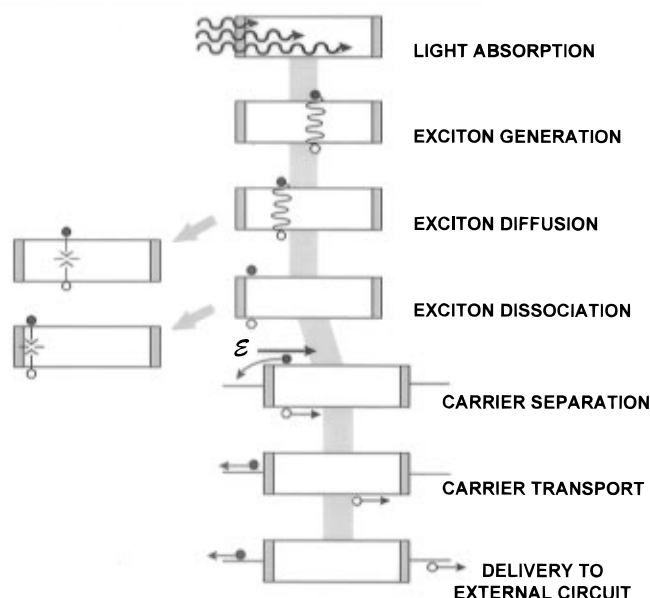 LIGHT ABSORPTION
EXCITON GENERATION
EXCITON DIFFUSION
EXCITON DISSOCIATION
ℰ
CARRIER SEPARATION
CARRIER TRANSPORT
DELIVERY TO
EXTERNAL CIRCUIT